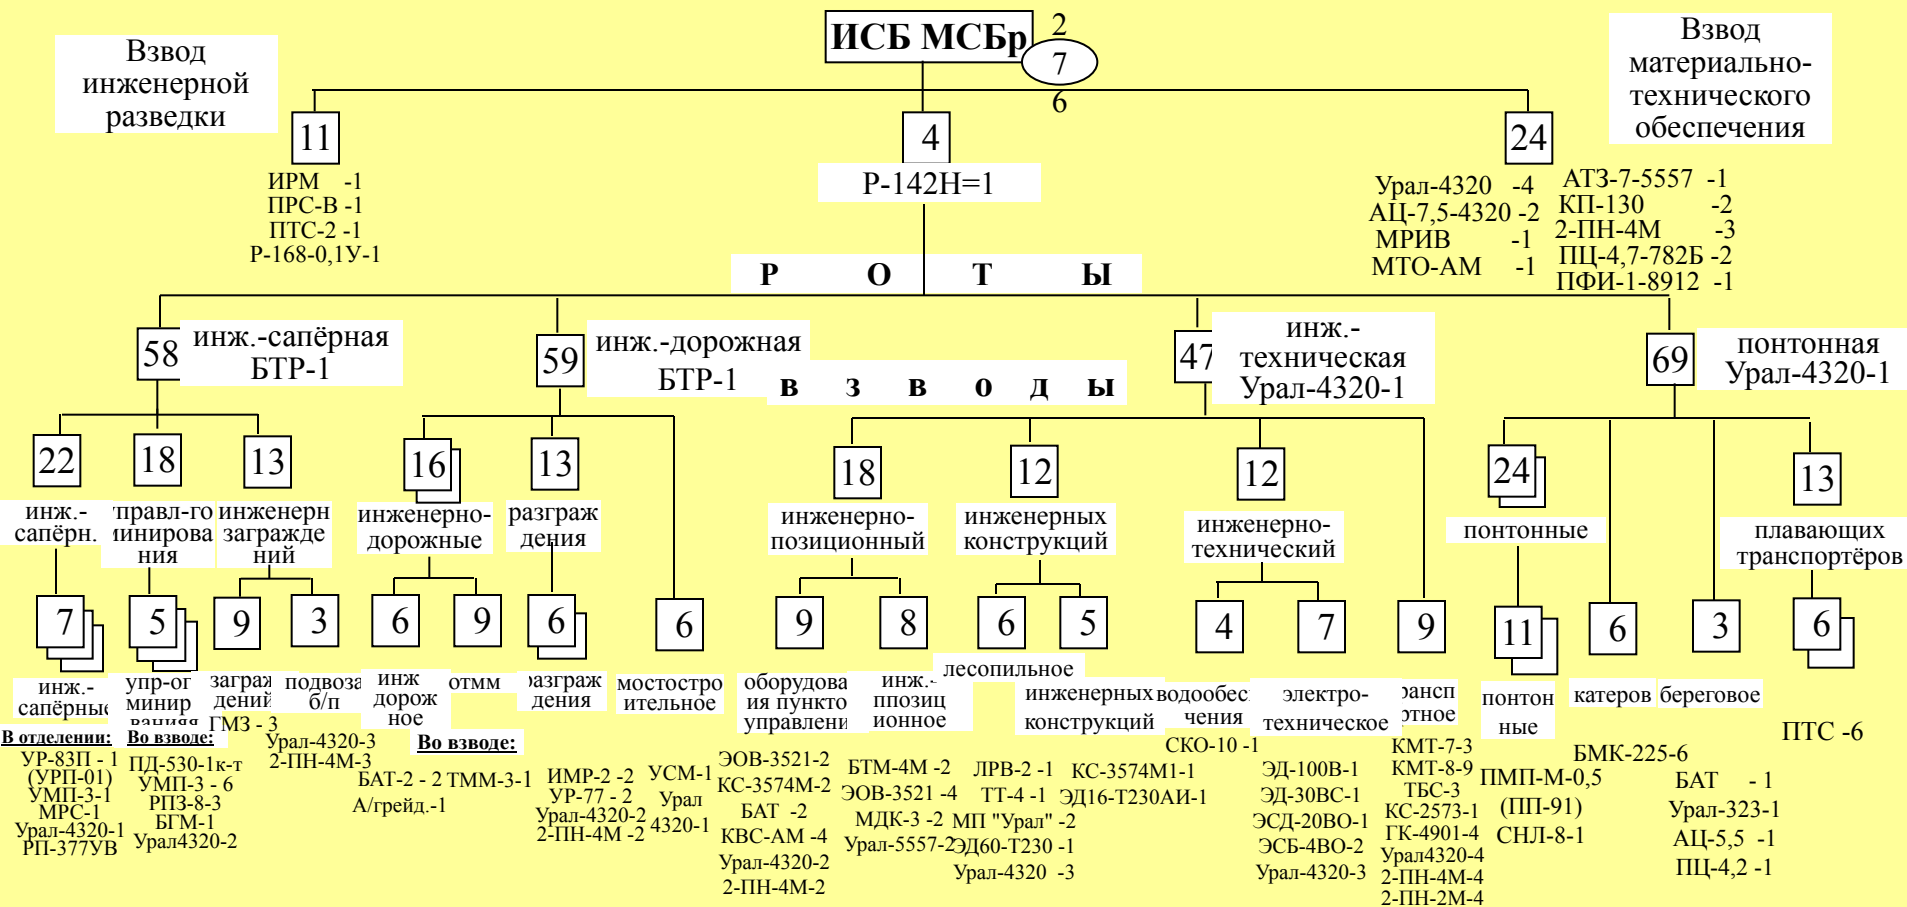 ИСБ МСБр
2
7
6
Взвод
инженерной
разведки
11
ИРМ -1
ПРС-В -1
ПТС-2 -1
Р-168-0,1У-1
4
Р-142Н=1
Взвод
материально-
технического
обеспечения
24
Урал-4320 -4
АЦ-7,5-4320 -2
МРИВ -1
МТО-АМ -1
АТЗ-7-5557 -1
КП-130 -2
2-ПН-4М -3
ПЦ-4,7-782Б -2
ПФИ-1-8912 -1
Р О Т Ы
58
инж.-сапёрная
БТР-1
59
инж.-дорожная
БТР-1
47
инж.-
техническая
Урал-4320-1
69
понтонная
Урал-4320-1
в з в о д ы
22
инж.-
сапёрн.
18
управл-го
минирова
ния
13
инженерн
загражде
ний
16
инженерно-
дорожные
13
разграж
дения
18
инженерно-
позиционный
12
инженерных
конструкций
12
инженерно-
технический
24
понтонные
13
плавающих
транспортёров
7
инж.-
сапёрные
В отделении:
УР-83П - 1
(УРП-01)
УМП-3-1
МРС-1
Урал-4320-1
РП-377УВ
5
упр-ог
минир
вания
Во взводе:
ПД-530-1к-т
УМП-3 - 6
РПЗ-8-3
БГМ-1
Урал4320-2
9
заграж
дений
ГМЗ - 3
3
подвоза
б/п
Урал-4320-3
2-ПН-4М-3
6
инж
дорож
ное
Во взводе:
БАТ-2 - 2
А/грейд.-1
9
отмм
ТММ-3-1
6
разграж
дения
ИМР-2 -2
УР-77 - 2
Урал-4320-2
2-ПН-4М -2
6
мостостро
ительное
УСМ-1
Урал
4320-1
9
оборудова
ия пункто
управлени
ЭОВ-3521-2
КС-3574М-2
БАТ -2
КВС-АМ -4
Урал-4320-2
2-ПН-4М-2
8
инж.-
ппозиц
ионное
БТМ-4М -2
ЭОВ-3521 -4
МДК-3 -2
Урал-5557-2
6
лесопильное
ЛРВ-2 -1
ТТ-4 -1
МП "Урал" -2
ЭД60-Т230 -1
Урал-4320 -3
5
инженерных
конструкций
КС-3574М1-1
ЭД16-Т230АИ-1
4
водообесп
чения
СКО-10 -1
7
электро-
техническое
ЭД-100В-1
ЭД-30ВС-1
ЭСД-20ВО-1
ЭСБ-4ВО-2
Урал-4320-3
9
трансп
ртное
КМТ-7-3
КМТ-8-9
ТБС-3
КС-2573-1
ГК-4901-4
Урал4320-4
2-ПН-4М-4
2-ПН-2М-4
11
понтон
ные
ПМП-М-0,5
(ПП-91)
СНЛ-8-1
6
катеров
БМК-225-6
3
береговое
БАТ - 1
Урал-323-1
АЦ-5,5 -1
ПЦ-4,2 -1
6
ПТС -6